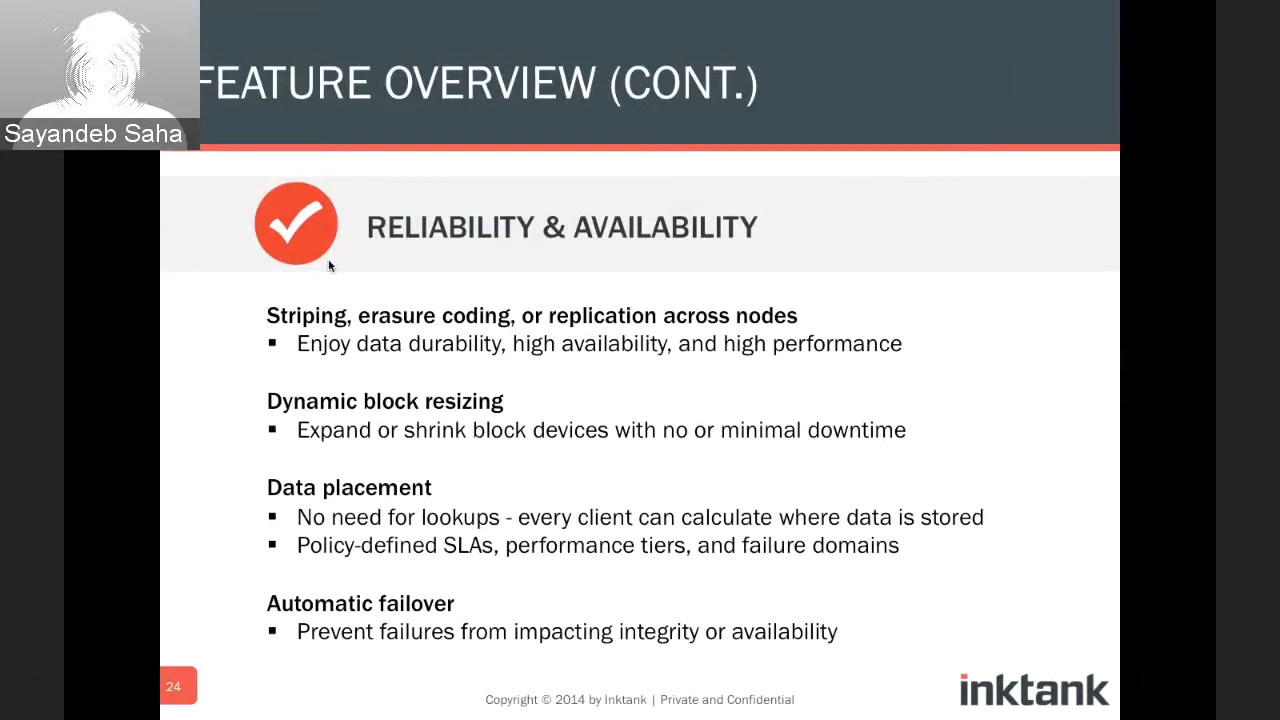 FEATURE OVERVIEW (CONT.)
Sayandeb Saha
RELIABILITY & AVAILABILITY
Striping, erasure coding, or replication across nodes
▪ Enjoy data durability, high availability, and high performance
Dynamic block resizing
▪ Expand or shrink block devices with no or minimal downtime
Data placement
▪ No need for lookups - every client can calculate where data is stored
▪ Policy-defined SLAs, performance tiers, and failure domains
Automatic failover
▪ Prevent failures from impacting integrity or availability
24
Copyright © 2014 by Inktank | Private and Confidential
inktank